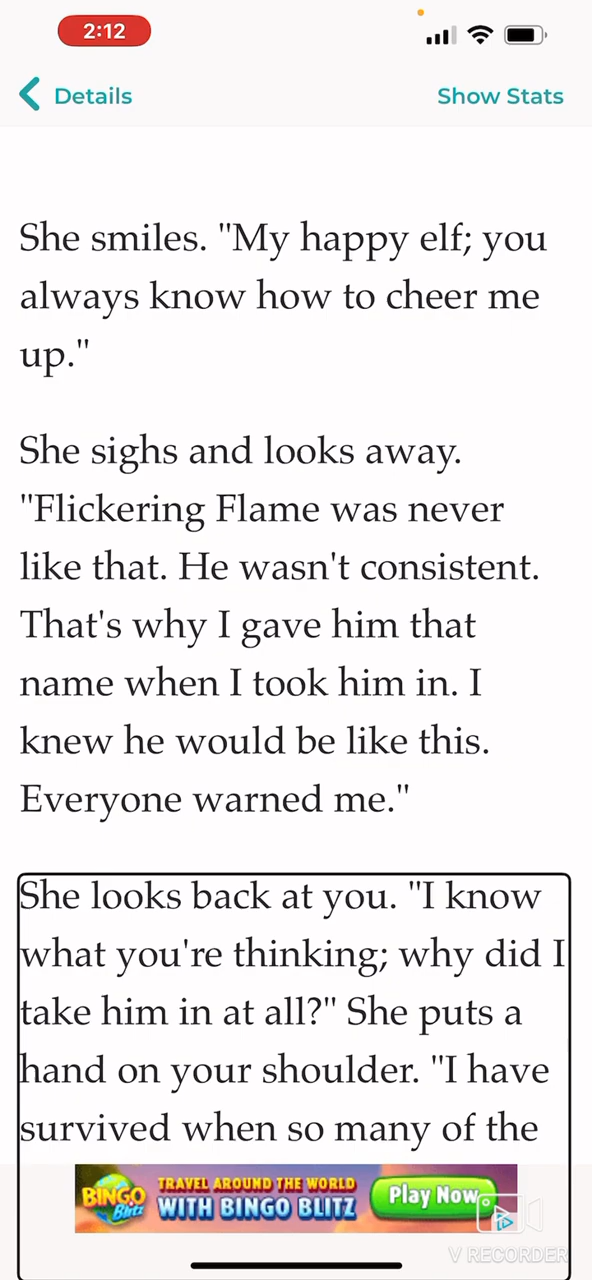 2:12
Details
Show Stats
She smiles. "My happy elf; you
always know how to cheer me
up."
She sighs and looks away.
"Flickering Flame was never
like that. He wasn't consistent.
That's why I gave him that
name when I took him in. I
knew he would be like this.
Everyone warned me."
She looks back at you. "I know
what you're thinking; why did I
take him in at all?" She puts a
hand on your shoulder. "I have
survived when so many of the
BINGO
Blitz
TRAVEL AROUND THE WORLD
WITH BINGO BLITZ
Play Now
V RECORDER